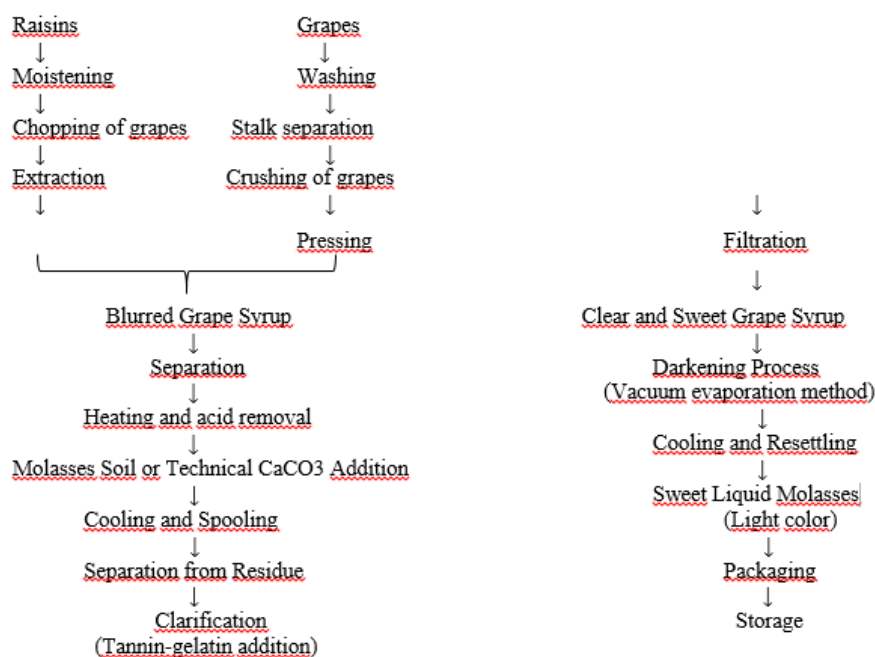 Raisins
Grapes
Moistening
Washing
Chopping of grapes
Stalk separation
Extraction
Crushing of grapes
Pressing
Blurred Grape Syrup
Separation
Heating and acid removal
Molasses Soil or Technical CaCO3 Addition
Cooling and Spooling
Separation from Residue
Clarification
(Tannin-gelatin addition)
Filtration
Clear and Sweet Grape Syrup
Darkening Process
(Vacuum evaporation method)
Cooling and Resettling
Sweet Liquid Molasses
(Light color)
Packaging
Storage